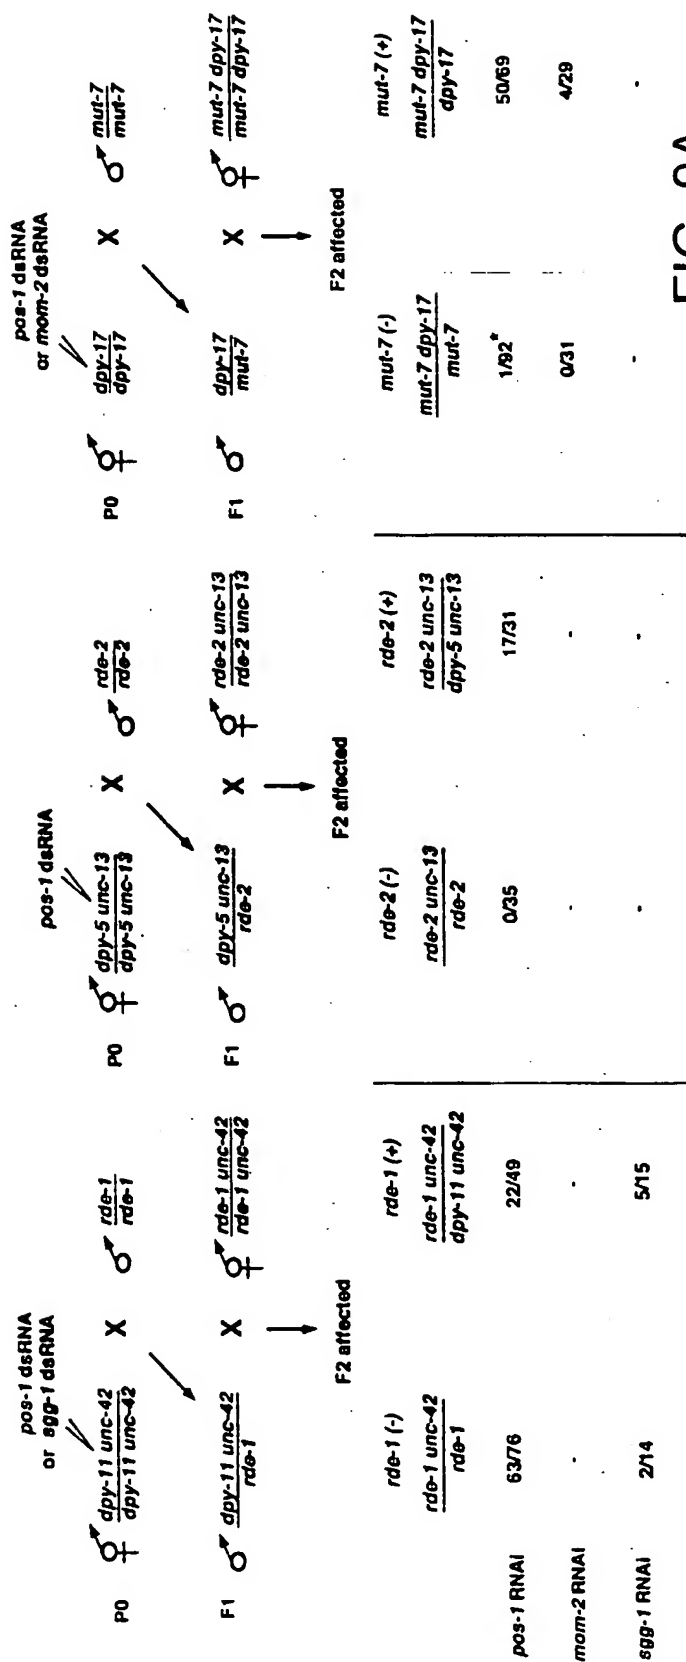 pos-1 dsRNA
or sgg-1 dsRNA
P0 dpy-11 unc-42 X rde-1
dpy-11 unc-42 rde-1
F1 dpy-11 unc-42 X rde-1 unc-42
rde-1 rde-1 unc-42
F2 affected
pos-1 dsRNA
P0 dpy-5 unc-13 X rde-2
dpy-5 unc-13 rde-2
F1 dpy-5 unc-13 X rde-2 unc-13
rde-2 rde-2 unc-13
F2 affected
pos-1 dsRNA
or mom-2 dsRNA
P0 dpy-17 X mut-7
dpy-17 mut-7
F1 dpy-17 X mut-7 dpy-17
mut-7 mut-7 dpy-17
F2 affected
rde-1 (-) rde-1 (+) rde-2 (-) rde-2 (+) mut-7 (-) mut-7 (+)
rde-1 unc-42 rde-1 unc-42 rde-2 unc-13 rde-2 unc-13 mut-7 dpy-17 mut-7 dpy-17
rde-1 dpy-11 unc-42 rde-2 dpy-5 unc-13 mut-7 dpy-17
pos-1 RNAi 63/76 22/49 0/35 17/31 1/92* 50/69
mom-2 RNAi - - - - 0/31 4/29
sgg-1 RNAi 2/14 5/15 - - - -